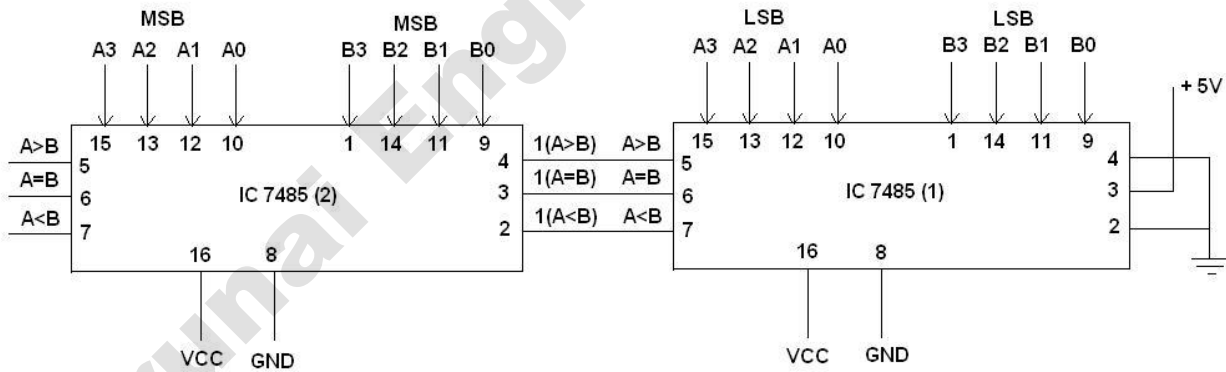 MSB MSB LSB LSB
A3 A2 A1 A0 B3 B2 B1 B0 A3 A2 A1 A0 B3 B2 B1 B0
+ 5V
15 13 12 10 1 14 11 9 15 13 12 10 1 14 11 9
A>B 5 4 1(A>B) A>B 5 4
A=B 6 IC 7485 (2) 3 1(A=B) A=B 6 IC 7485 (1) 3
A<B 7 2 1(A<B) A<B 7 2
16 8 16 8
VCC GND VCC GND
unai Engi